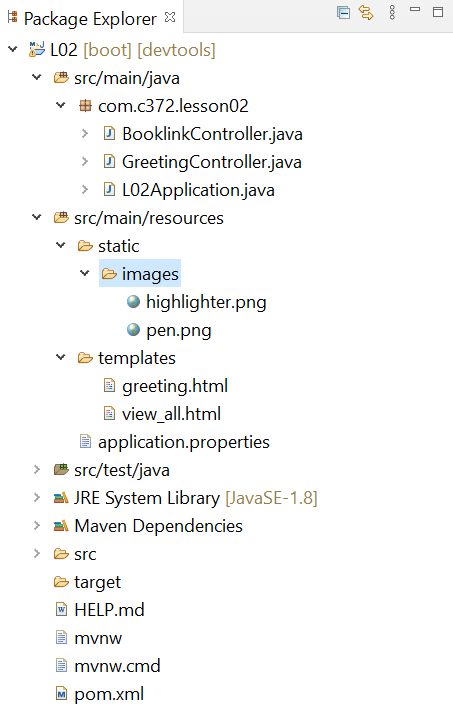 Package Explorer
L02 [boot] [devtools]
src/main/java
com.c372.lesson02
BooklinkController.java
GreetingController.java
L02Application.java
src/main/resources
static
images
highlighter.png
pen.png
templates
greeting.html
view_all.html
application.properties
src/test/java
JRE System Library [JavaSE-1.8]
Maven Dependencies
src
target
HELP.md
mvnw
mvnw.cmd
pom.xml